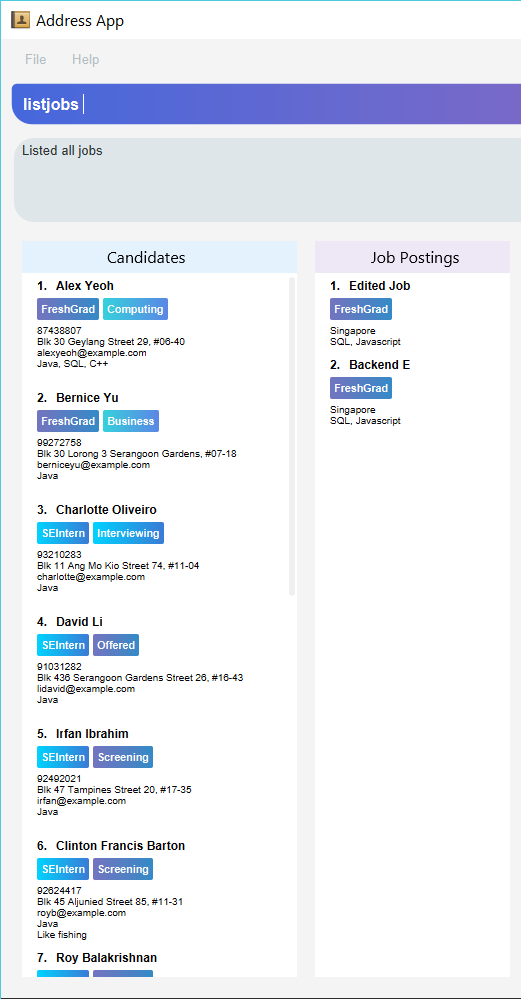 Address App
File Help
listjobs
Listed all jobs
Candidates
1. Alex Yeoh
FreshGrad Computing
87438807
Blk 30 Geylang Street 29, #06-40
alexyeoh@example.com
Java, SQL, C++
2. Bernice Yu
FreshGrad Business
99272758
Blk 30 Lorong 3 Serangoon Gardens, #07-18
berniceyu@example.com
Java
3. Charlotte Oliveiro
SEIntern Interviewing
93210283
Blk 11 Ang Mo Kio Street 74, #11-04
charlotte@example.com
Java
4. David Li
SEIntern Offered
91031282
Blk 436 Serangoon Gardens Street 26, #16-43
lidavid@example.com
Java
5. Irfan Ibrahim
SEIntern Screening
92492021
Blk 47 Tampines Street 20, #17-35
irfan@example.com
Java
6. Clinton Francis Barton
SEIntern Screening
92624417
Blk 45 Aljunied Street 85, #11-31
royb@example.com
Java
Like fishing
7. Roy Balakrishnan
Job Postings
1. Edited Job
FreshGrad
Singapore
SQL, Javascript
2. Backend E
FreshGrad
Singapore
SQL, Javascript